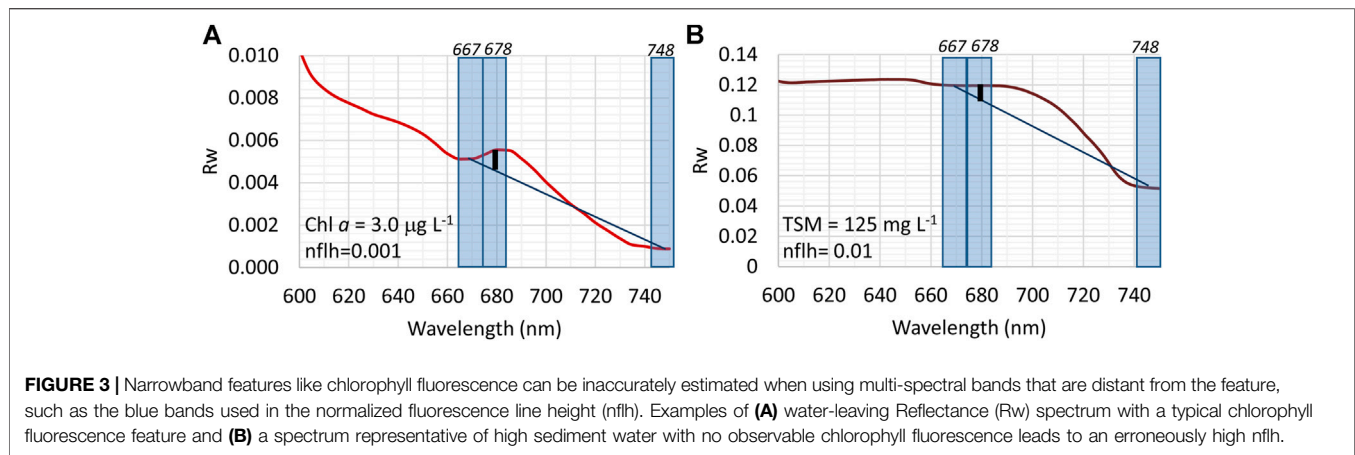 A
667 678
748
0.010
0.008
0.006
0.004
0.002
0.000
Rw
Chl a = 3.0 µg L-1
nflh=0.001
600 620 640 660 680 700 720 740
Wavelength (nm)
B
667 678
748
0.14
0.12
0.1
0.08
0.06
0.04
0.02
0
Rw
TSM = 125 mg L-1
nflh= 0.01
600 620 640 660 680 700 720 740
Wavelength (nm)
FIGURE 3 | Narrowband features like chlorophyll fluorescence can be inaccurately estimated when using multi-spectral bands that are distant from the feature,
such as the blue bands used in the normalized fluorescence line height (nflh). Examples of (A) water-leaving Reflectance (Rw) spectrum with a typical chlorophyll
fluorescence feature and (B) a spectrum representative of high sediment water with no observable chlorophyll fluorescence leads to an erroneously high nflh.